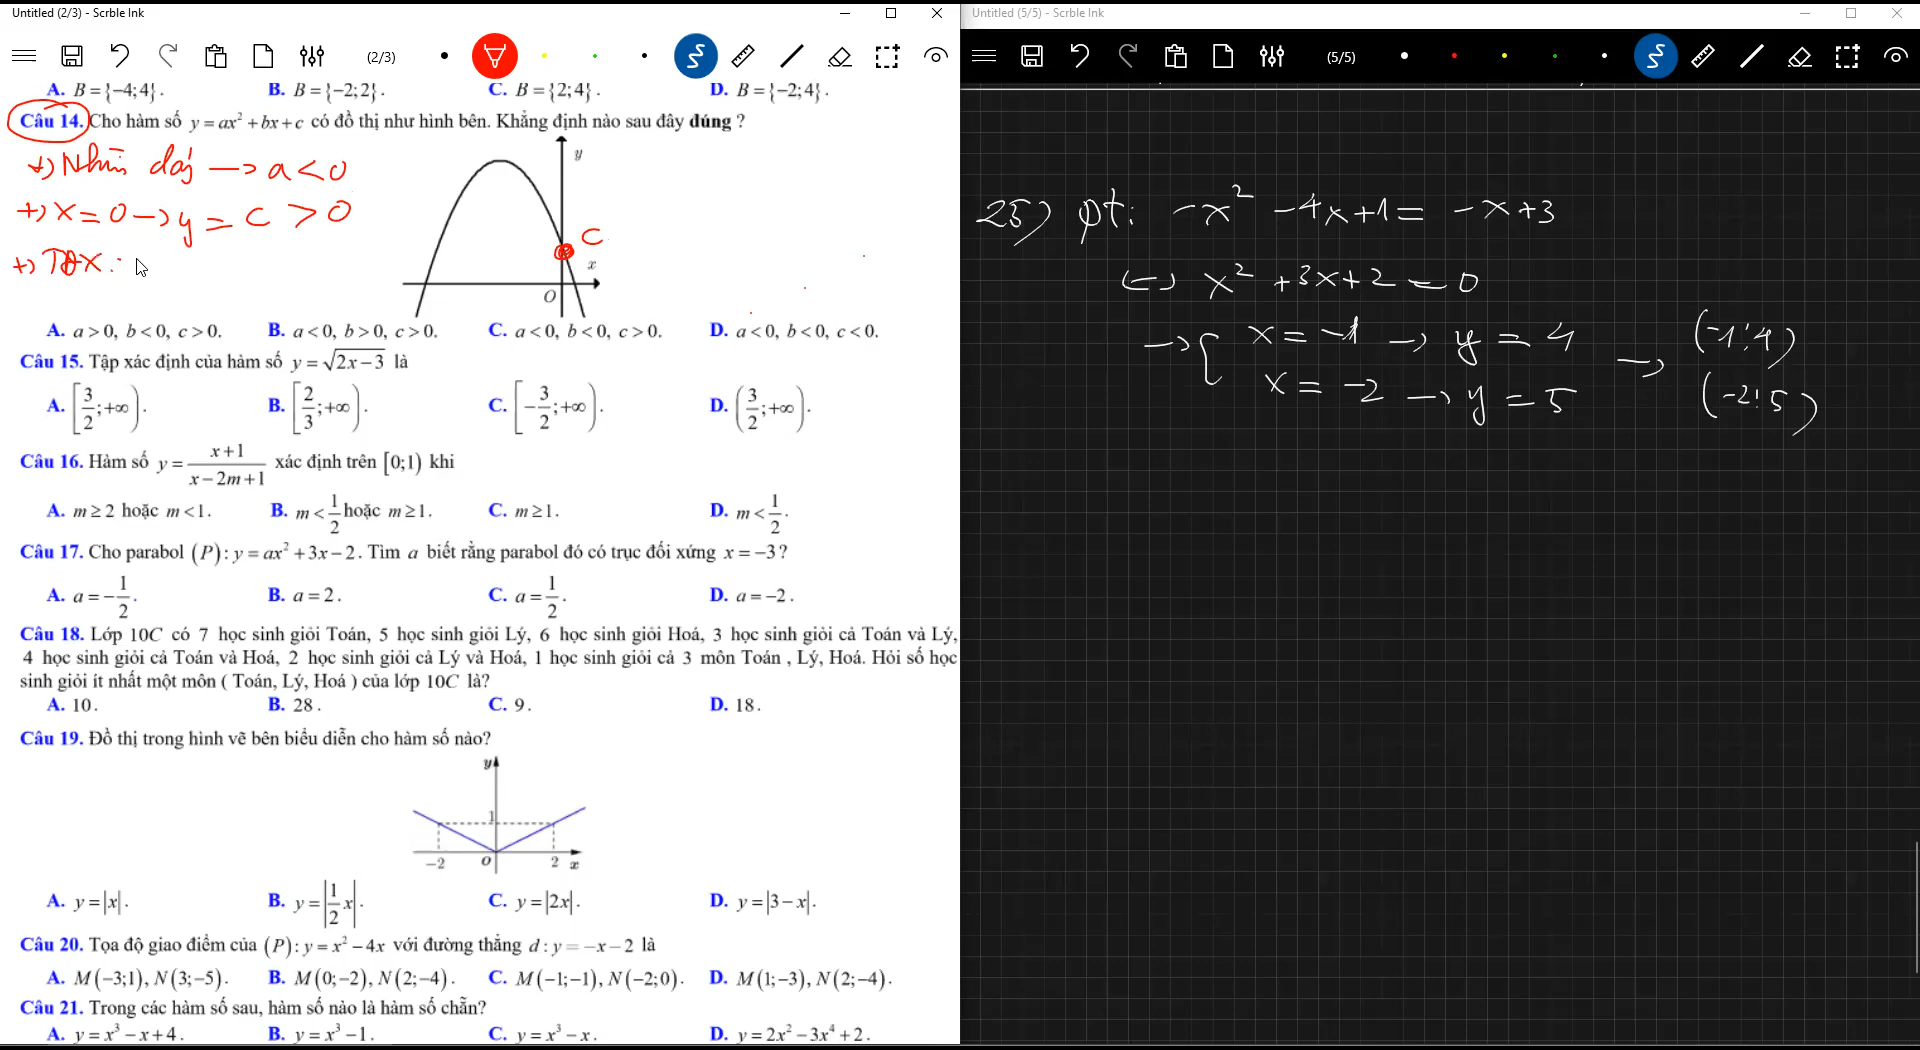 Untitled (2/3) - Scrble Ink
(2/3)
A. B = {−4;4}. B. B = {−2;2}. C. B = {2;4}. D. B = {−2;4}.
Câu 14. Cho hàm số y = ax² + bx + c có đồ thị như hình bên. Khẳng định nào sau đây đúng ?
+) Nhìn dáng → a < 0
+) x = 0 → y = c > 0
+) TĐX :
y
C
x
O
A. a > 0, b < 0, c > 0. B. a < 0, b > 0, c > 0. C. a < 0, b < 0, c > 0. D. a < 0, b < 0, c < 0.
Câu 15. Tập xác định của hàm số y = √(2x−3) là
A. [3/2; +∞). B. [2/3; +∞). C. [−3/2; +∞). D. (3/2; +∞).
Câu 16. Hàm số y = (x+1)/(x−2m+1) xác định trên [0;1) khi
A. m ≥ 2 hoặc m < 1. B. m < 1/2 hoặc m ≥ 1. C. m ≥ 1. D. m < 1/2.
Câu 17. Cho parabol (P): y = ax² + 3x − 2. Tìm a biết rằng parabol đó có trục đối xứng x = −3?
A. a = −1/2. B. a = 2. C. a = 1/2. D. a = −2.
Câu 18. Lớp 10C có 7 học sinh giỏi Toán, 5 học sinh giỏi Lý, 6 học sinh giỏi Hoá, 3 học sinh giỏi cả Toán và Lý,
4 học sinh giỏi cả Toán và Hoá, 2 học sinh giỏi cả Lý và Hoá, 1 học sinh giỏi cả 3 môn Toán , Lý, Hoá. Hỏi số học
sinh giỏi ít nhất một môn ( Toán, Lý, Hoá ) của lớp 10C là?
A. 10. B. 28. C. 9. D. 18.
Câu 19. Đồ thị trong hình vẽ bên biểu diễn cho hàm số nào?
y
1
−2 O 2 x
A. y = |x|. B. y = |1/2 x|. C. y = |2x|. D. y = |3 − x|.
Câu 20. Tọa độ giao điểm của (P): y = x² − 4x với đường thẳng d: y = −x − 2 là
A. M(−3;1), N(3;−5). B. M(0;−2), N(2;−4). C. M(−1;−1), N(−2;0). D. M(1;−3), N(2;−4).
Câu 21. Trong các hàm số sau, hàm số nào là hàm số chẵn?
A. y = x³ − x + 4. B. y = x³ − 1. C. y = x³ − x. D. y = 2x² − 3x⁴ + 2.
Untitled (5/5) - Scrble Ink
(5/5)
25) pt: −x² − 4x + 1 = −x + 3
⇔ x² + 3x + 2 = 0
→ { x = −1 → y = 4 → (−1;4)
x = −2 → y = 5 (−2;5)